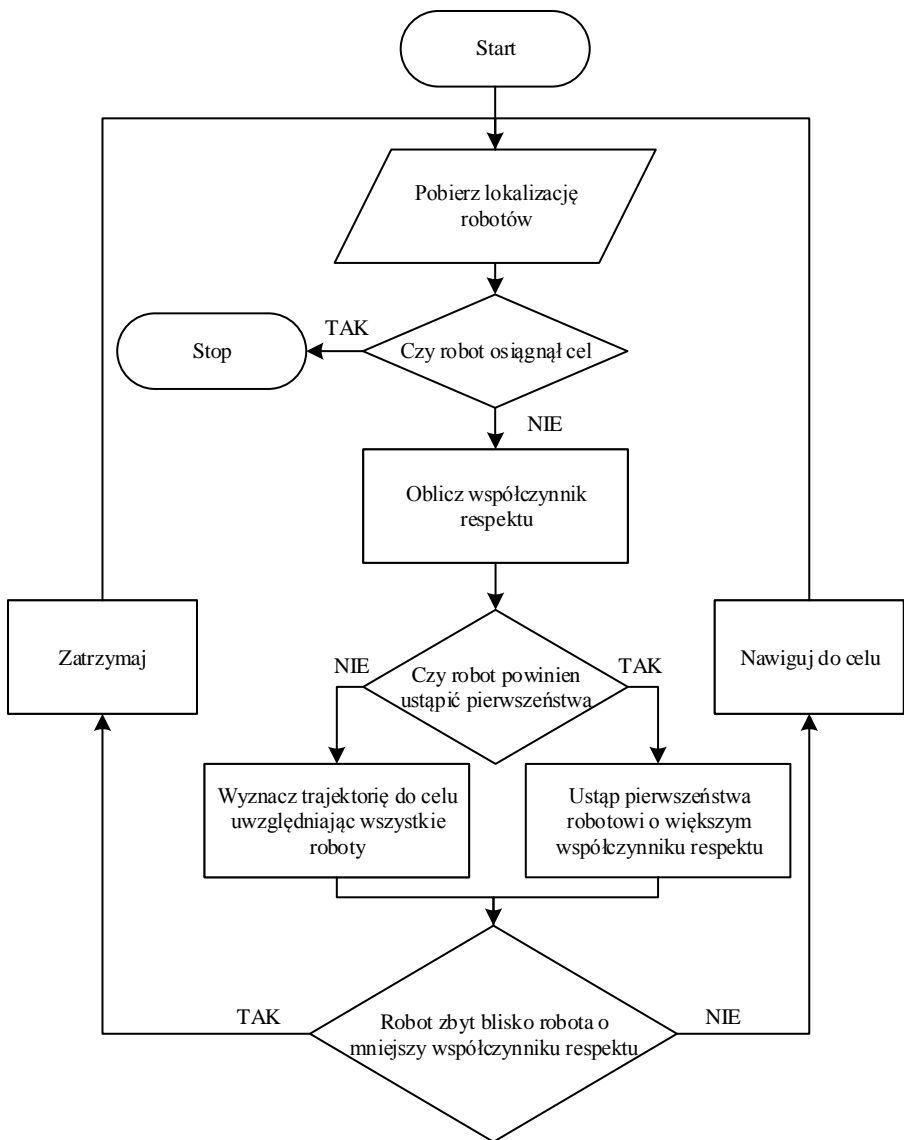 Start
Pobierz lokalizację
robotów
TAK
Stop
Czy robot osiągnął cel
NIE
Oblicz współczynnik
respektu
Zatrzymaj
Nawiguj do celu
NIE
Czy robot powinien
ustąpić pierwszeństwa
TAK
Wyznacz trajektorię do celu
uwzględniając wszystkie
roboty
Ustąp pierwszeństwa
robotowi o większym
współczynniku respektu
TAK
Robot zbyt blisko robota o
mniejszy współczynniku respektu
NIE